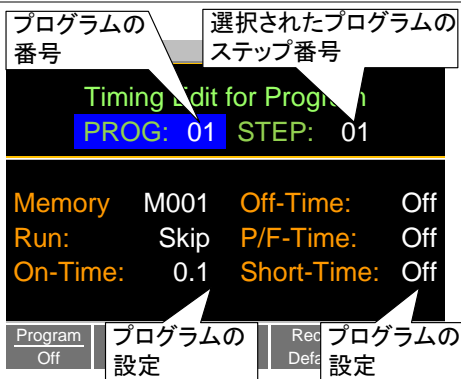 プログラムの
番号
選択されたプログラムの
ステップ番号
Timing Edit for Program
PROG: 01 STEP: 01
Memory M001 Off-Time: Off
Run: Skip P/F-Time: Off
On-Time: 0.1 Short-Time: Off
Program
Off
プログラムの
設定
プログラムの
設定